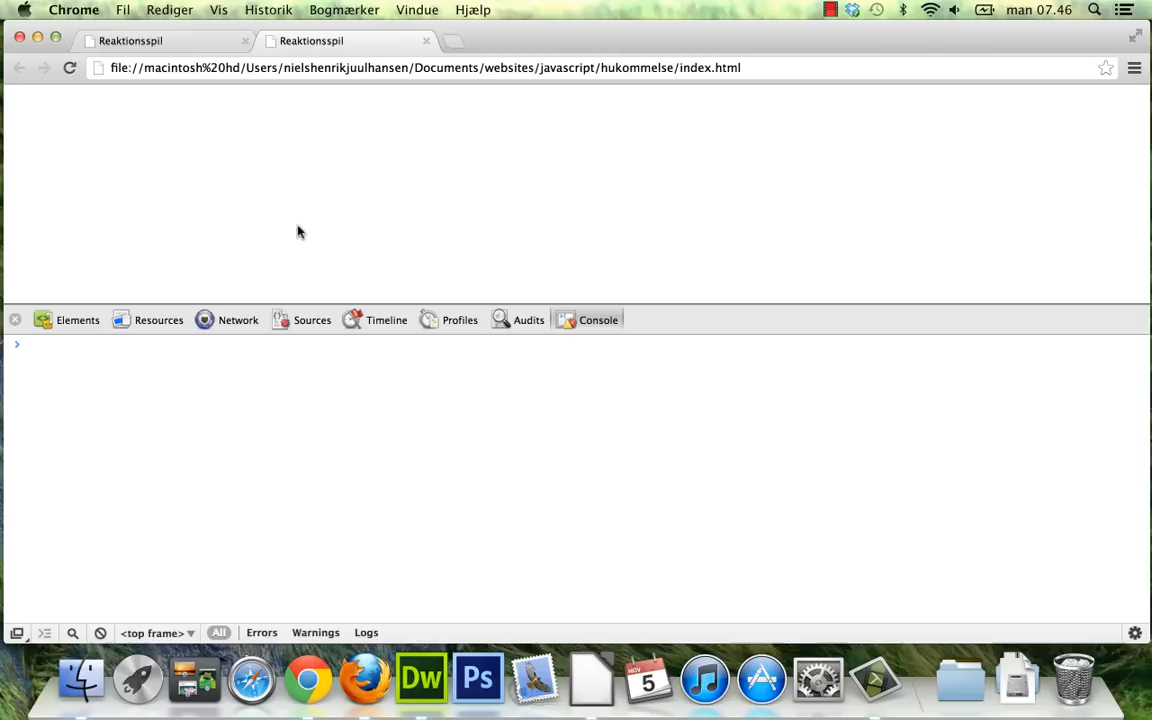 Chrome Fil Rediger Vis Historik Bogmærker Vindue Hjælp man 07.46
Reaktionsspil Reaktionsspil
file://macintosh%20hd/Users/nielshenrikjuulhansen/Documents/websites/javascript/hukommelse/index.html
Elements Resources Network Sources Timeline Profiles Audits Console
<top frame> All Errors Warnings Logs
Dw Ps NOV 5